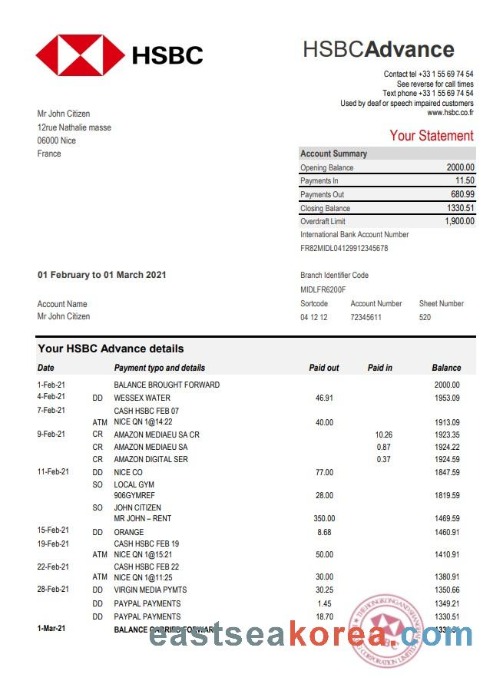 HSBC
HSBCAdvance
Contact tel +33 1 55 69 74 54
See reverse for call times
Text phone +33 1 55 69 74 54
Used by deaf or speech impaired customers
www.hsbc.co.fr
Mr John Citizen
12rue Nathalie masse
06000 Nice
France
Your Statement
Account Summary
Opening Balance 2000.00
Payments In 11.50
Payments Out 680.99
Closing Balance 1330.51
Overdraft Limit 1,900.00
International Bank Account Number
FR82MIDL04129912345678
01 February to 01 March 2021
Branch Identifier Code
MIDLFR6200F
Account Name
Mr John Citizen
Sortcode Account Number Sheet Number
04 12 12 72345611 520
Your HSBC Advance details
Date Payment typo and details Paid out Paid in Balance
1-Feb-21 BALANCE BROUGHT FORWARD 2000.00
4-Feb-21 DD WESSEX WATER 46.91 1953.09
7-Feb-21 CASH HSBC FEB 07
ATM NICE QN 1@14:22 40.00 1913.09
9-Feb-21 CR AMAZON MEDIAEU SA CR 10.26 1923.35
CR AMAZON MEDIAEU SA 0.87 1924.22
CR AMAZON DIGITAL SER 0.37 1924.59
11-Feb-21 DD NICE CO 77.00 1847.59
SO LOCAL GYM
906GYMREF 28.00 1819.59
SO JOHN CITIZEN
MR JOHN – RENT 350.00 1469.59
15-Feb-21 DD ORANGE 8.68 1460.91
19-Feb-21 CASH HSBC FEB 19
ATM NICE QN 1@15:21 50.00 1410.91
22-Feb-21 CASH HSBC FEB 22
ATM NICE QN 1@11:25 30.00 1380.91
28-Feb-21 DD VIRGIN MEDIA PYMTS 30.25 1350.66
DD PAYPAL PAYMENTS 1.45 1349.21
DD PAYPAL PAYMENTS 18.70 1330.51
1-Mar-21 BALANCE CARRIED FORWARD 1330.51
eastseakorea.com